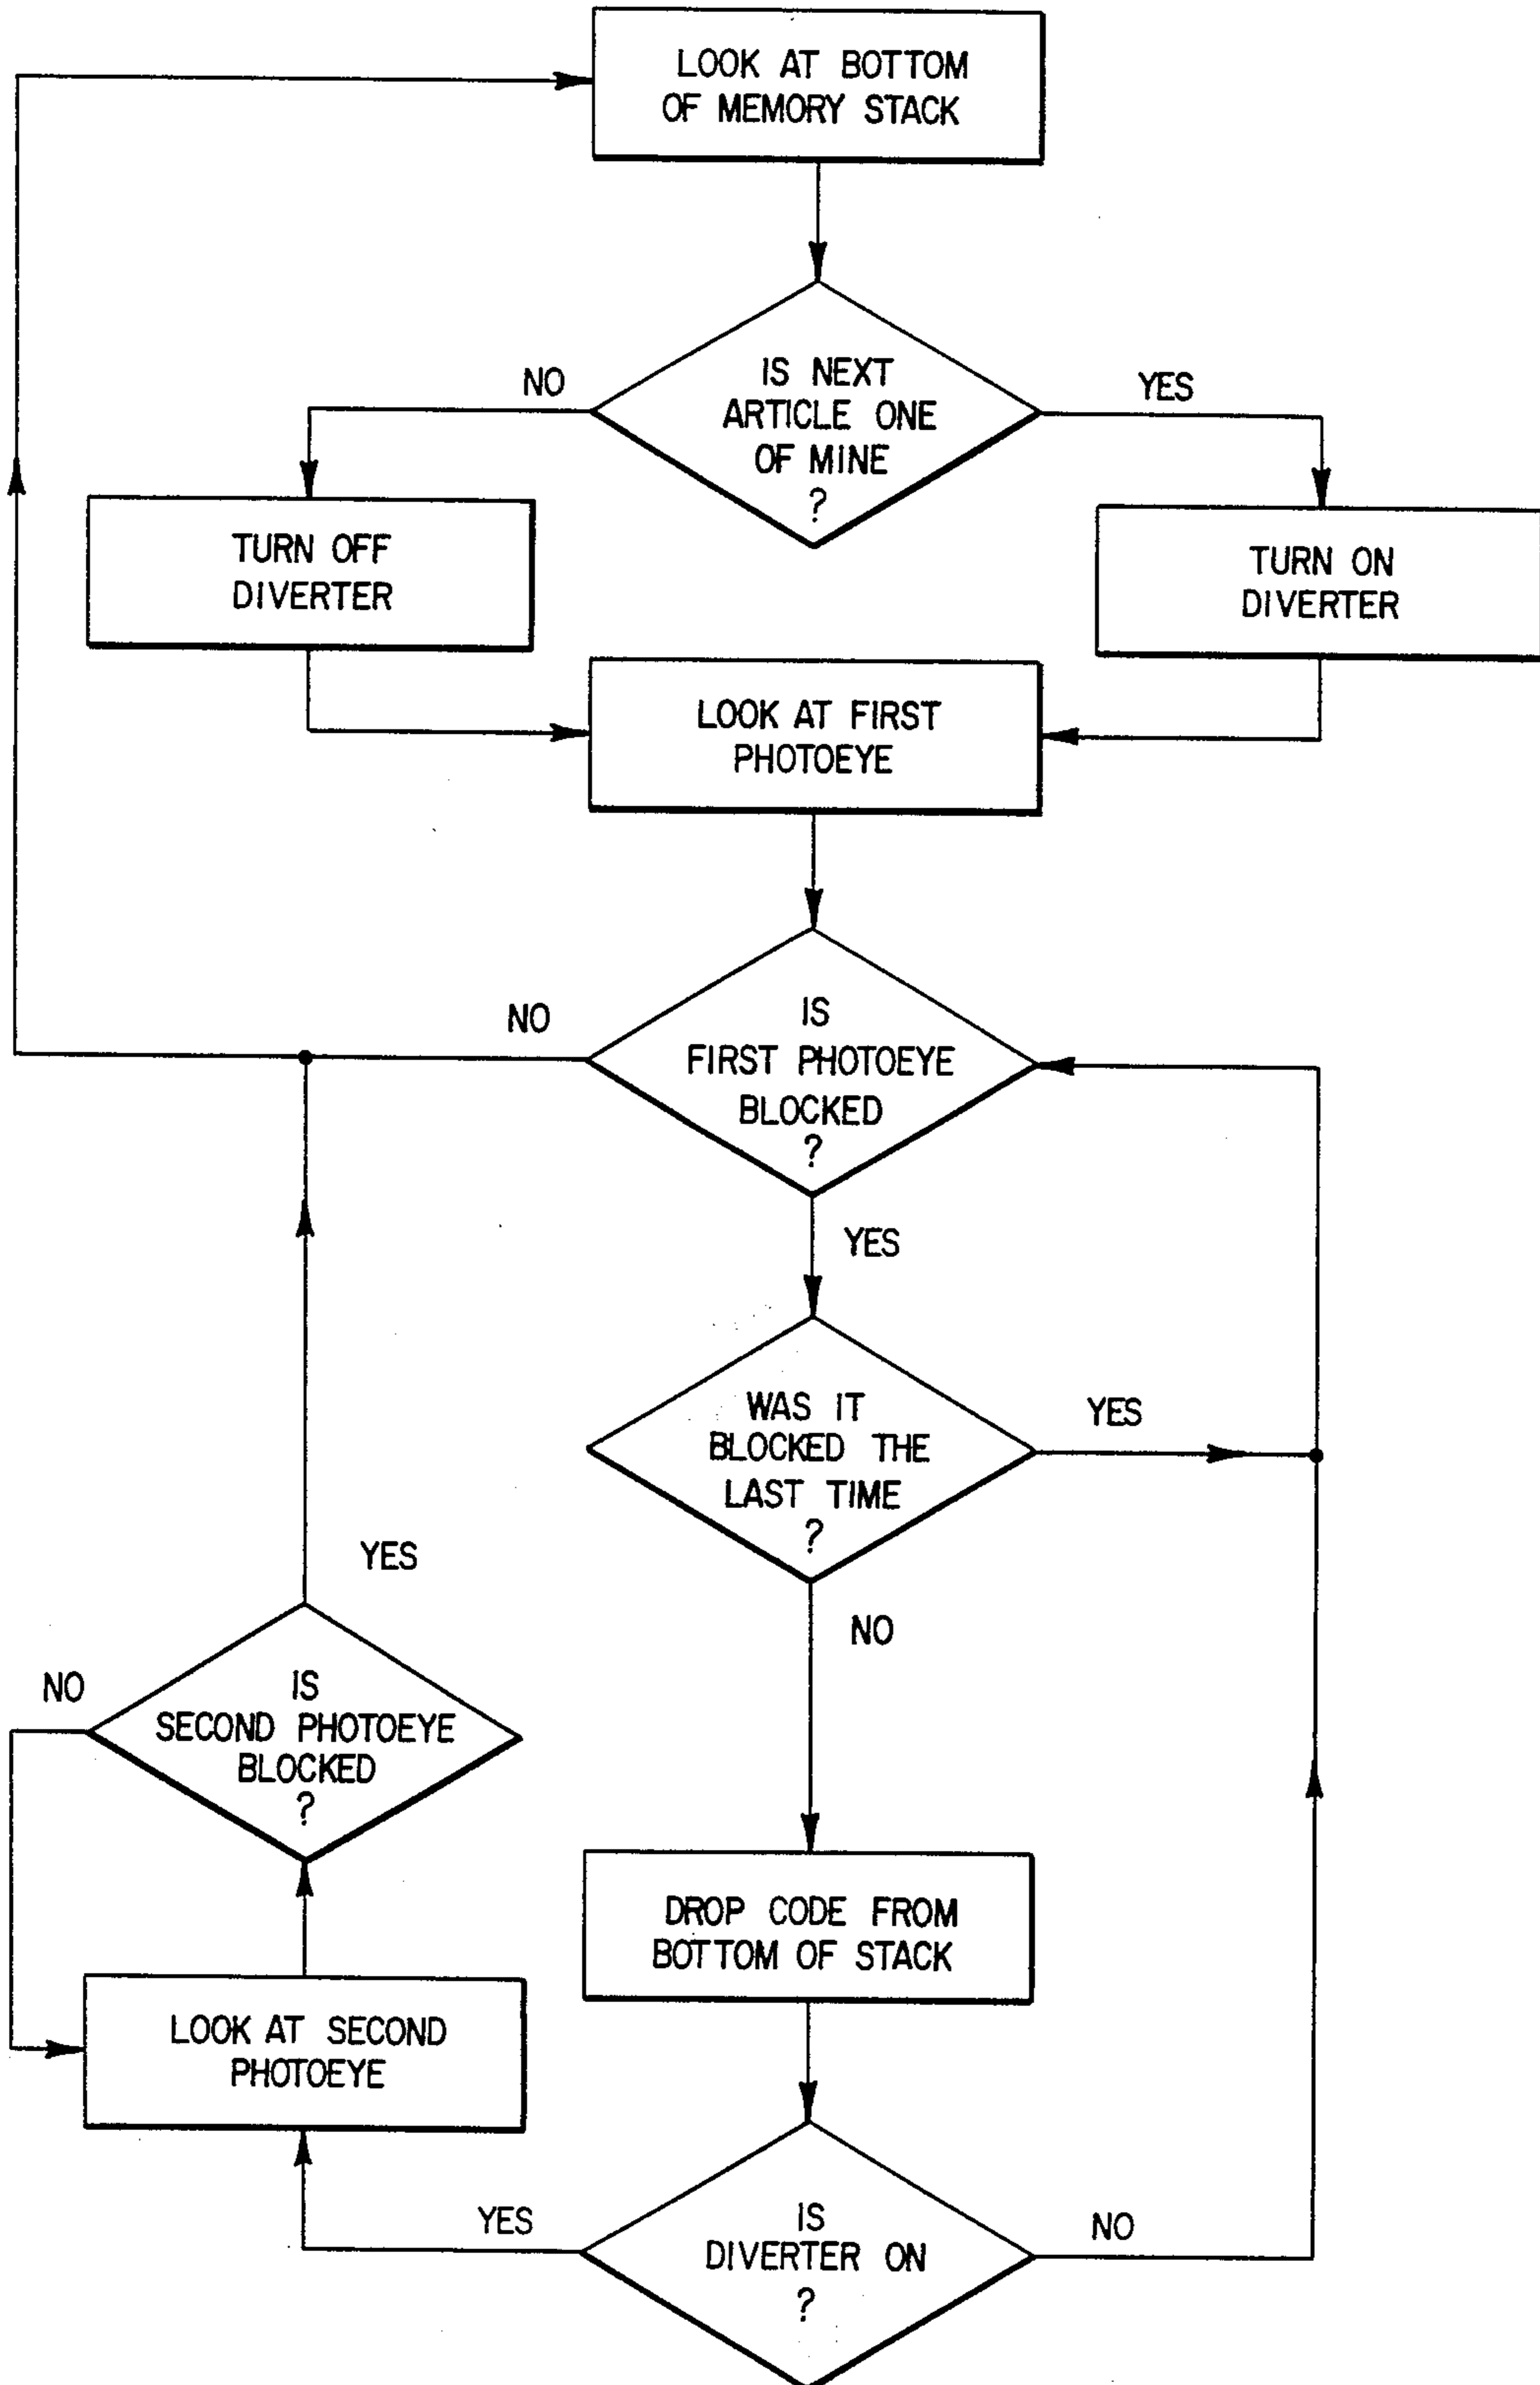 LOOK AT BOTTOM
OF MEMORY STACK
IS NEXT
ARTICLE ONE
OF MINE
?
NO
YES
TURN OFF
DIVERTER
TURN ON
DIVERTER
LOOK AT FIRST
PHOTOEYE
IS
FIRST PHOTOEYE
BLOCKED
?
NO
YES
WAS IT
BLOCKED THE
LAST TIME
?
YES
NO
YES
IS
SECOND PHOTOEYE
BLOCKED
?
NO
DROP CODE FROM
BOTTOM OF STACK
LOOK AT SECOND
PHOTOEYE
YES
IS
DIVERTER ON
?
NO